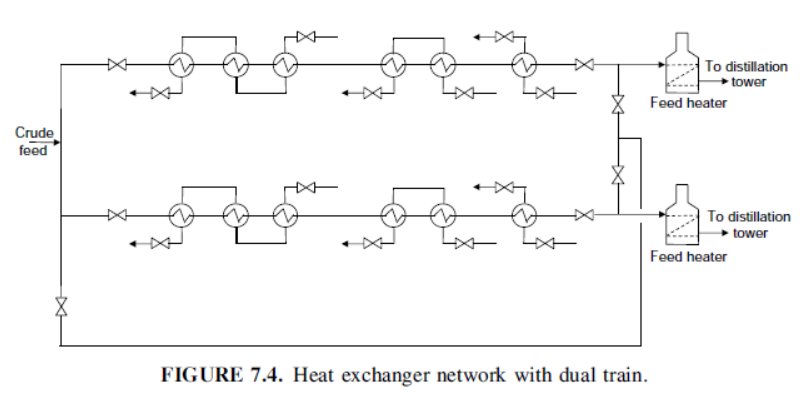 To distillation
tower
Feed heater
Crude
feed
To distillation
tower
Feed heater
FIGURE 7.4. Heat exchanger network with dual train.